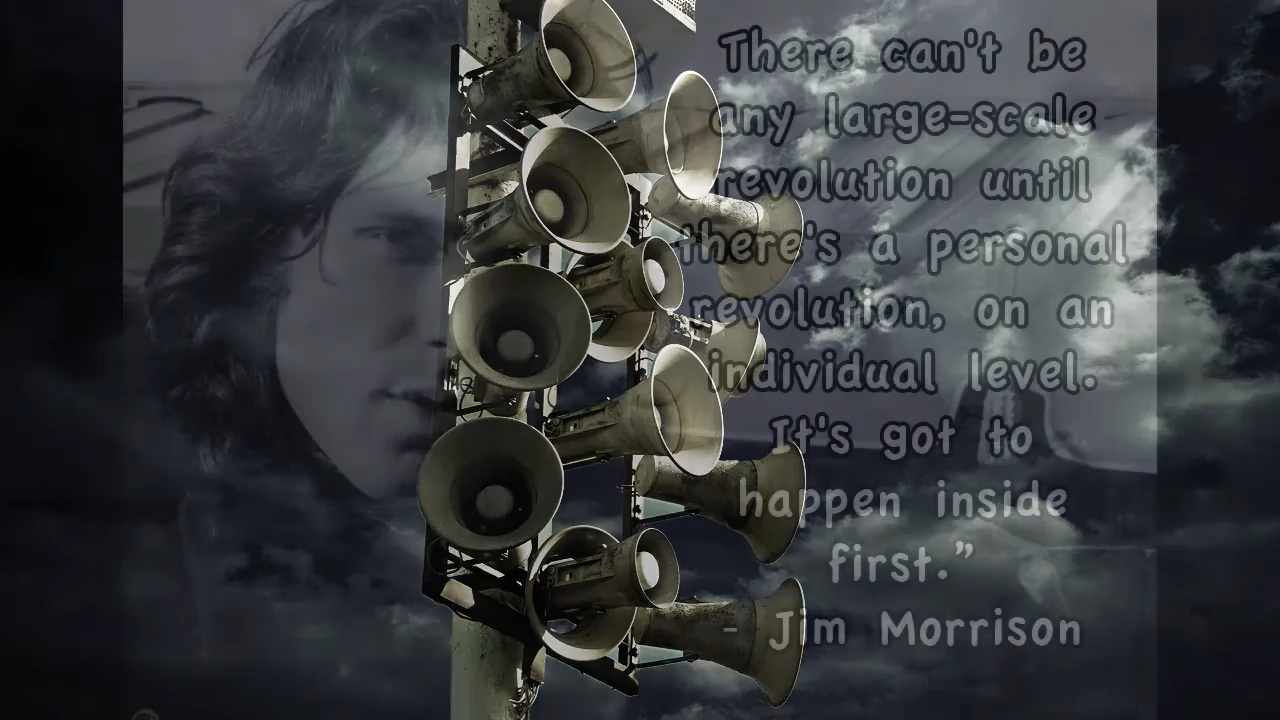 There can't be
any large-scale
revolution until
there's a personal
revolution, on an
individual level.
It's got to
happen inside
first.”
- Jim Morrison